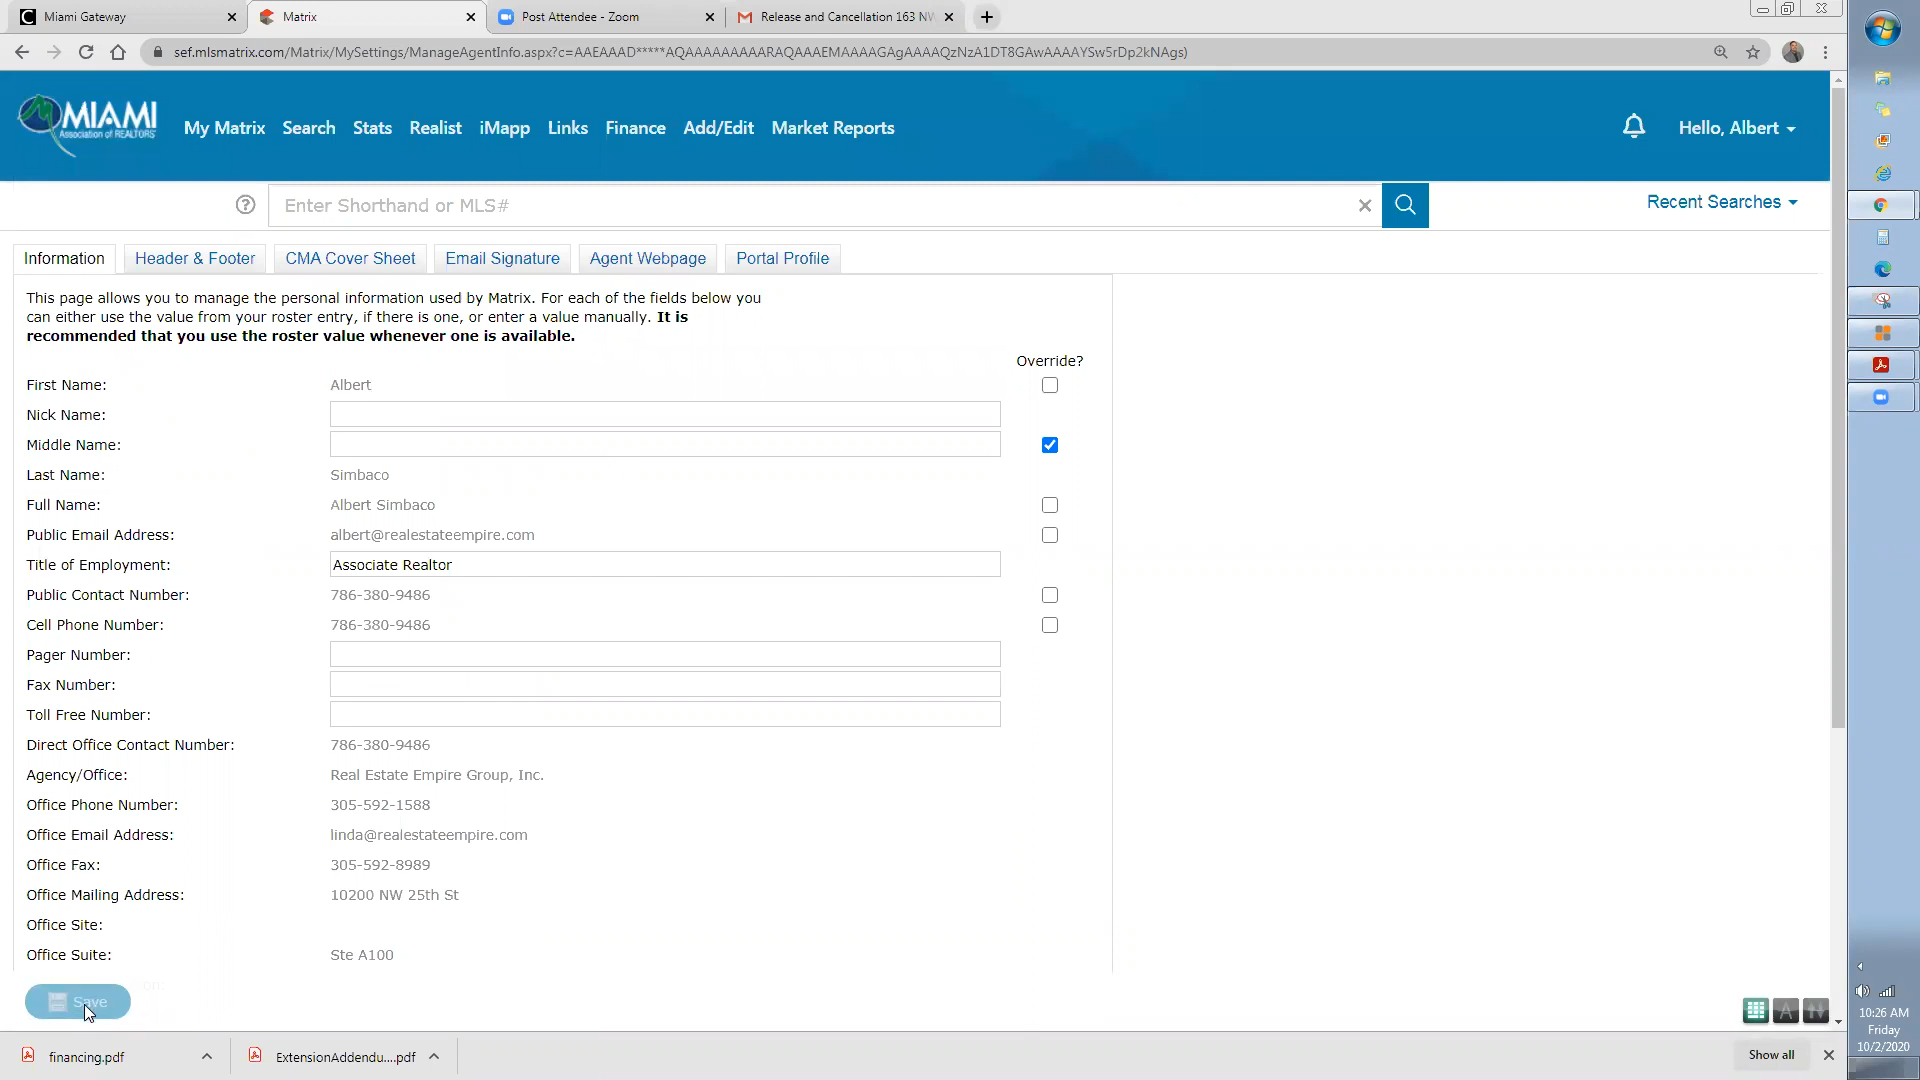 Miami Gateway
Matrix
Post Attendee - Zoom
Release and Cancellation 163 NW
sef.mlsmatrix.com/Matrix/MySettings/ManageAgentInfo.aspx?c=AAEAAAD*****AQAAAAAAAAARAQAAAEMAAAAGAgAAAAQzNzA1DT8GAwAAAAYSw5rDp2kNAgs)
MIAMI
Association of REALTORS
My Matrix Search Stats Realist iMapp Links Finance Add/Edit Market Reports
Hello, Albert
Enter Shorthand or MLS#
Recent Searches
Information Header & Footer CMA Cover Sheet Email Signature Agent Webpage Portal Profile
This page allows you to manage the personal information used by Matrix. For each of the fields below you
can either use the value from your roster entry, if there is one, or enter a value manually. It is
recommended that you use the roster value whenever one is available.
Override?
First Name: Albert
Nick Name:
Middle Name:
Last Name: Simbaco
Full Name: Albert Simbaco
Public Email Address: albert@realestateempire.com
Title of Employment: Associate Realtor
Public Contact Number: 786-380-9486
Cell Phone Number: 786-380-9486
Pager Number:
Fax Number:
Toll Free Number:
Direct Office Contact Number: 786-380-9486
Agency/Office: Real Estate Empire Group, Inc.
Office Phone Number: 305-592-1588
Office Email Address: linda@realestateempire.com
Office Fax: 305-592-8989
Office Mailing Address: 10200 NW 25th St
Office Site:
Office Suite: Ste A100
Save
financing.pdf
ExtensionAddendu....pdf
Show all
10:26 AM
Friday
10/2/2020